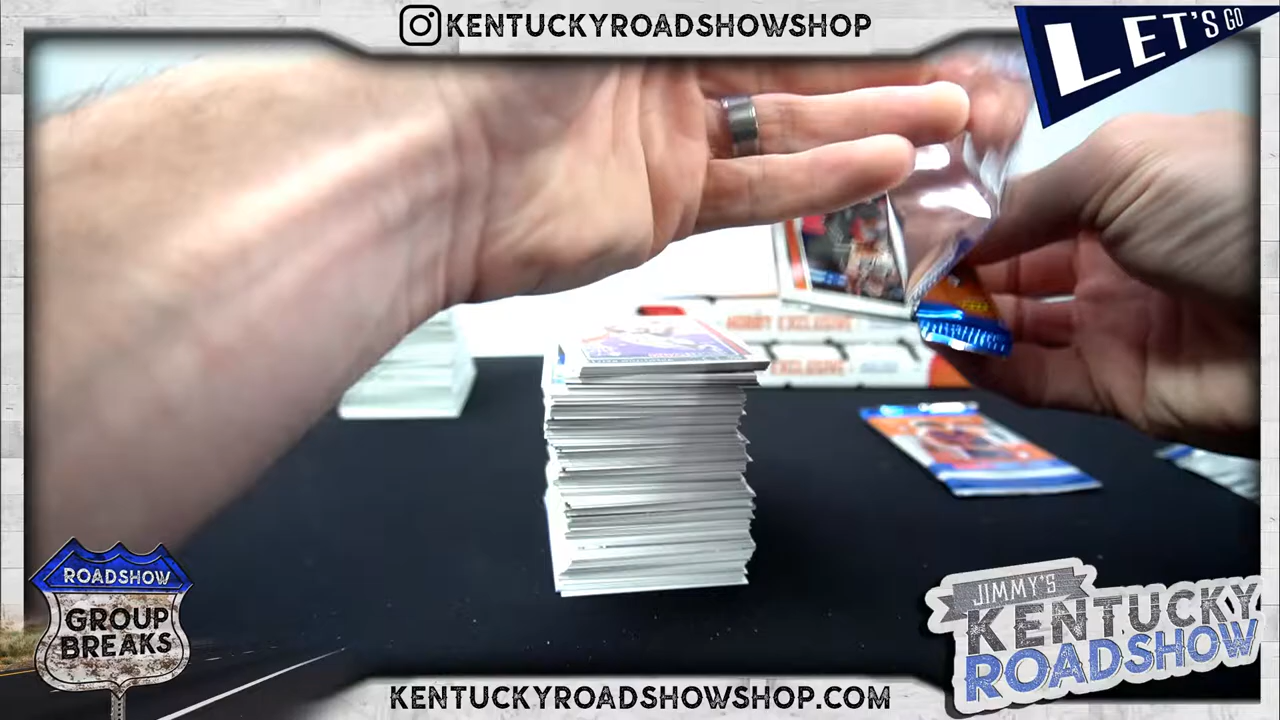 KENTUCKYROADSHOWSHOP
LET'S GO
HOBBY EXCLUSIVE
EXCLUSIVE
ROADSHOW
GROUP
BREAKS
JIMMY'S
KENTUCKY
ROADSHOW
KENTUCKYROADSHOWSHOP.COM